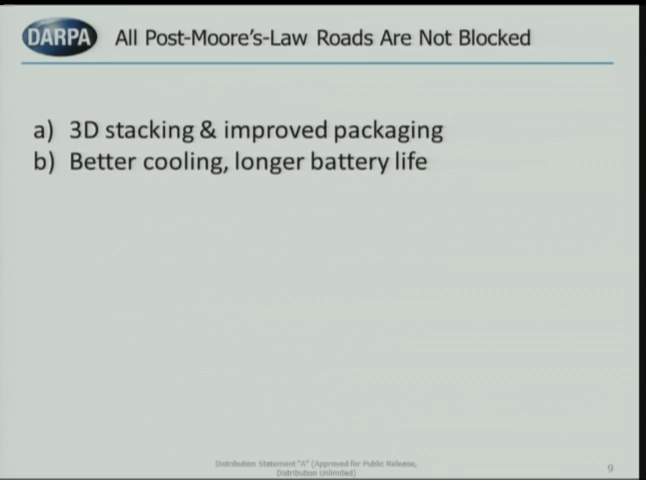 DARPA
All Post-Moore's-Law Roads Are Not Blocked
a) 3D stacking & improved packaging
b) Better cooling, longer battery life
Distribution Statement "A" (Approved for Public Release,
Distribution Unlimited)
9